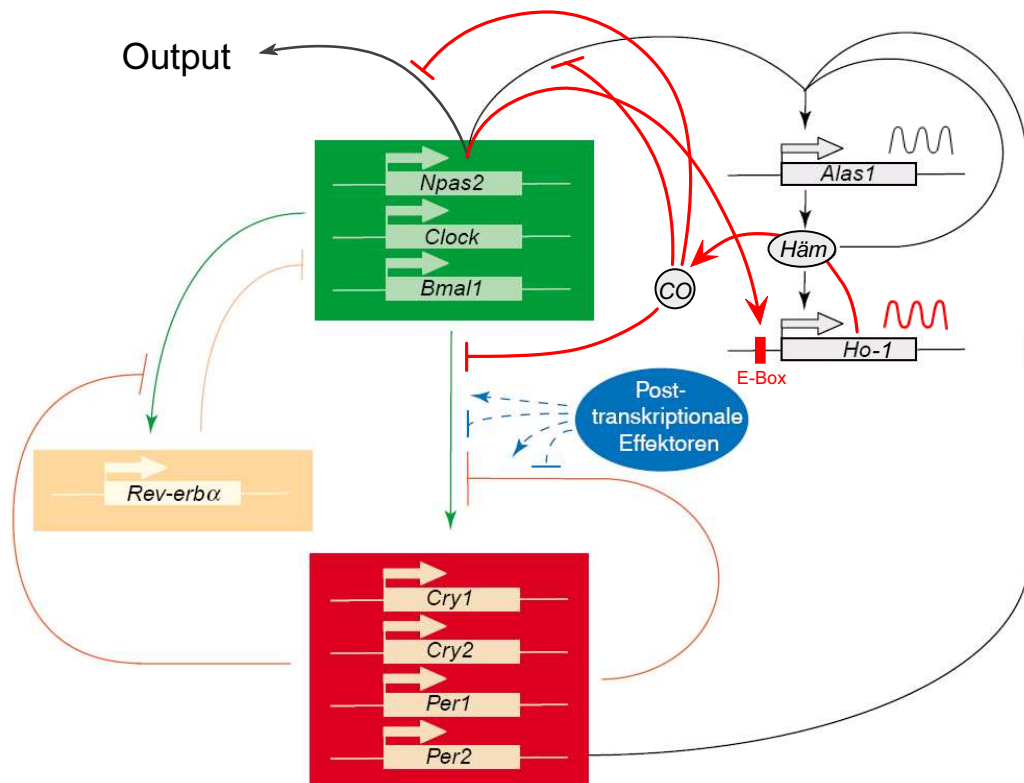 Output
Npas2
Clock
Bmal1
Alas1
Häm
CO
Ho-1
E-Box
Post-
transkriptionale
Effektoren
Rev-erbα
Cry1
Cry2
Per1
Per2